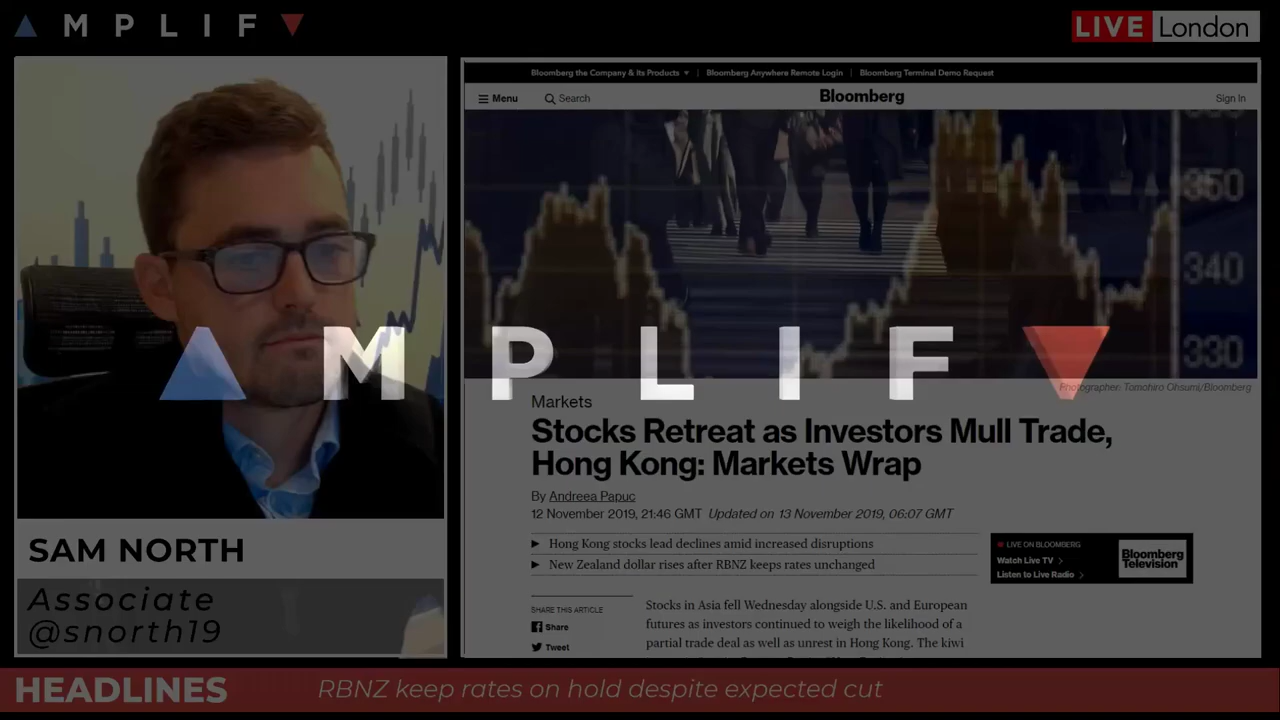 MPLIF
LIVE London
Bloomberg the Company & Its Products ▼ | Bloomberg Anywhere Remote Login | Bloomberg Terminal Demo Request
Menu
Search
Bloomberg
Sign In
350
340
330
MPLIF
Photographer: Tomohiro Ohsumi/Bloomberg
Markets
Stocks Retreat as Investors Mull Trade,
Hong Kong: Markets Wrap
By Andreea Papuc
12 November 2019, 21:46 GMT Updated on 13 November 2019, 06:07 GMT
Hong Kong stocks lead declines amid increased disruptions
New Zealand dollar rises after RBNZ keeps rates unchanged
LIVE ON BLOOMBERG
Watch Live TV >
Listen to Live Radio >
Bloomberg
Television
SHARE THIS ARTICLE
Share
Tweet
Stocks in Asia fell Wednesday alongside U.S. and European
futures as investors continued to weigh the likelihood of a
partial trade deal as well as unrest in Hong Kong. The kiwi
SAM NORTH
Associate
@snorth19
HEADLINES
RBNZ keep rates on hold despite expected cut